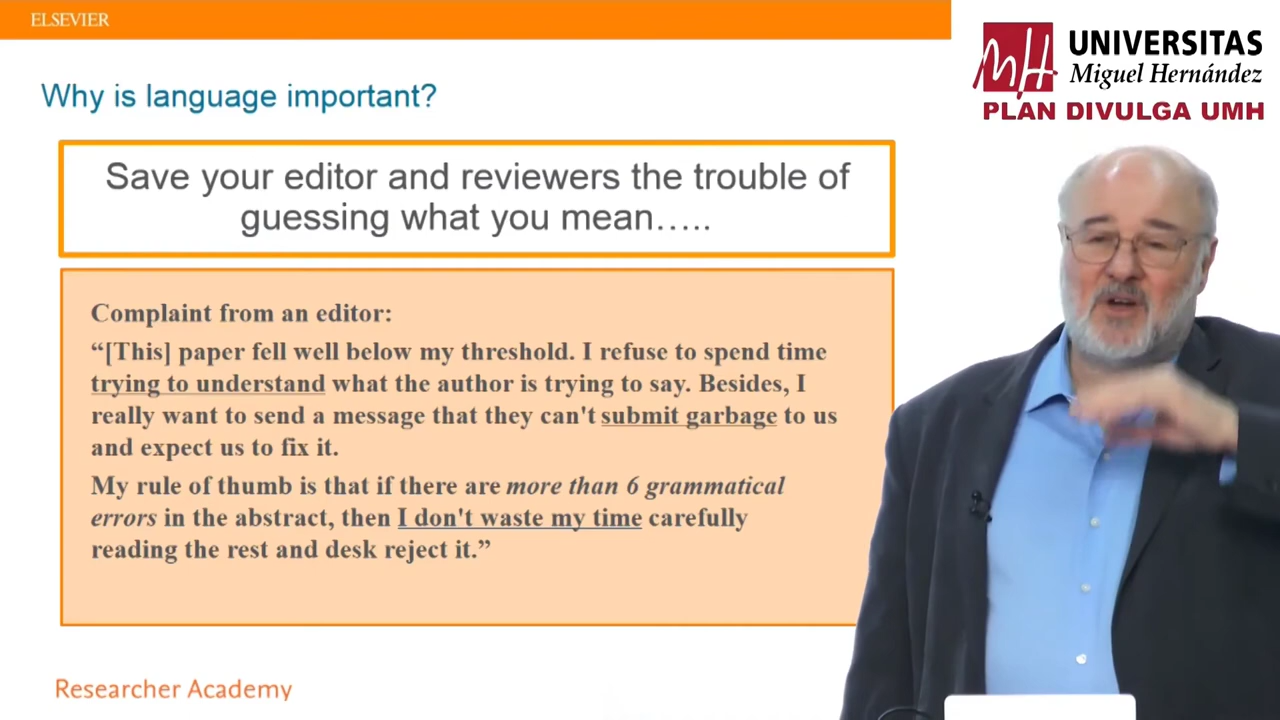 ELSEVIER
UNIVERSITAS
Miguel Hernández
PLAN DIVULGA UMH
Why is language important?
Save your editor and reviewers the trouble of
guessing what you mean…..
Complaint from an editor:
“[This] paper fell well below my threshold. I refuse to spend time
trying to understand what the author is trying to say. Besides, I
really want to send a message that they can't submit garbage to us
and expect us to fix it.
My rule of thumb is that if there are more than 6 grammatical
errors in the abstract, then I don't waste my time carefully
reading the rest and desk reject it.”
Researcher Academy